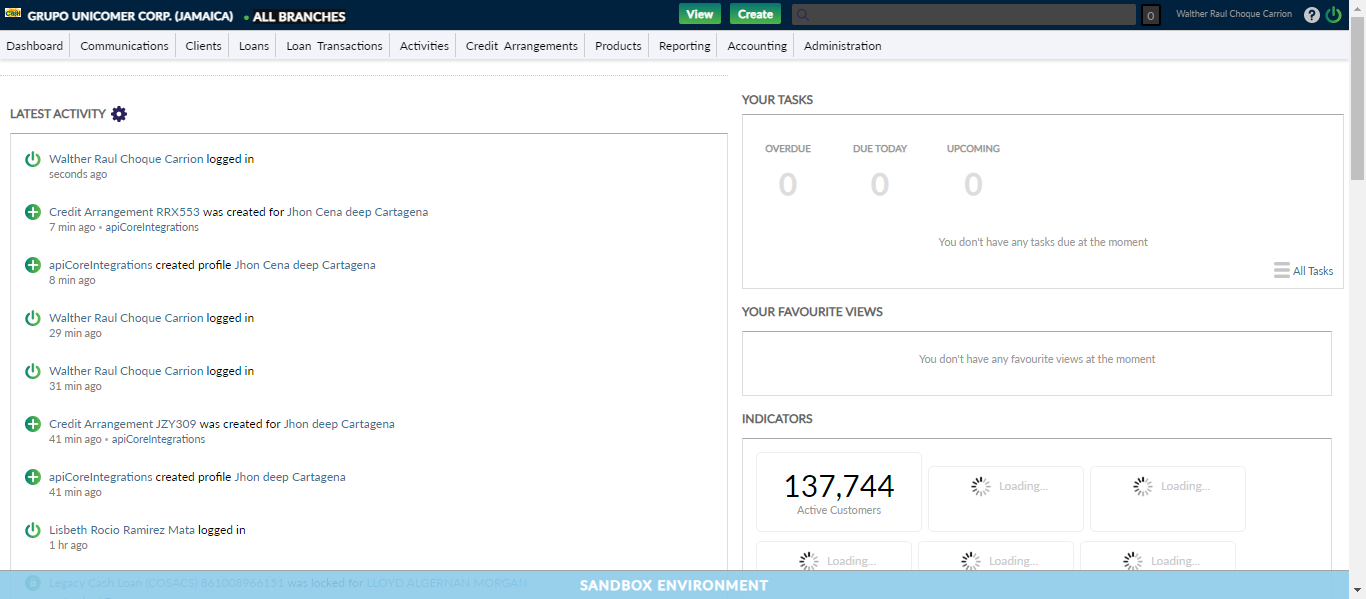 GRUPO UNICOMER CORP. (JAMAICA) • ALL BRANCHES View Create 0 Walther Raul Choque Carrion ?
Dashboard Communications Clients Loans Loan Transactions Activities Credit Arrangements Products Reporting Accounting Administration
LATEST ACTIVITY
Walther Raul Choque Carrion logged in
seconds ago
Credit Arrangement RRX553 was created for Jhon Cena deep Cartagena
7 min ago • apiCoreIntegrations
apiCoreIntegrations created profile Jhon Cena deep Cartagena
8 min ago
Walther Raul Choque Carrion logged in
29 min ago
Walther Raul Choque Carrion logged in
31 min ago
Credit Arrangement JZY309 was created for Jhon deep Cartagena
41 min ago • apiCoreIntegrations
apiCoreIntegrations created profile Jhon deep Cartagena
41 min ago
Lisbeth Rocio Ramirez Mata logged in
1 hr ago
Legacy Cash Loan (COSACS) 861008966151 was locked for LLOYD ALGERNAN MORGAN
YOUR TASKS
OVERDUE DUE TODAY UPCOMING
0 0 0
You don't have any tasks due at the moment
All Tasks
YOUR FAVOURITE VIEWS
You don't have any favourite views at the moment
INDICATORS
137,744
Active Customers
Loading... Loading...
Loading... Loading... Loading...
SANDBOX ENVIRONMENT